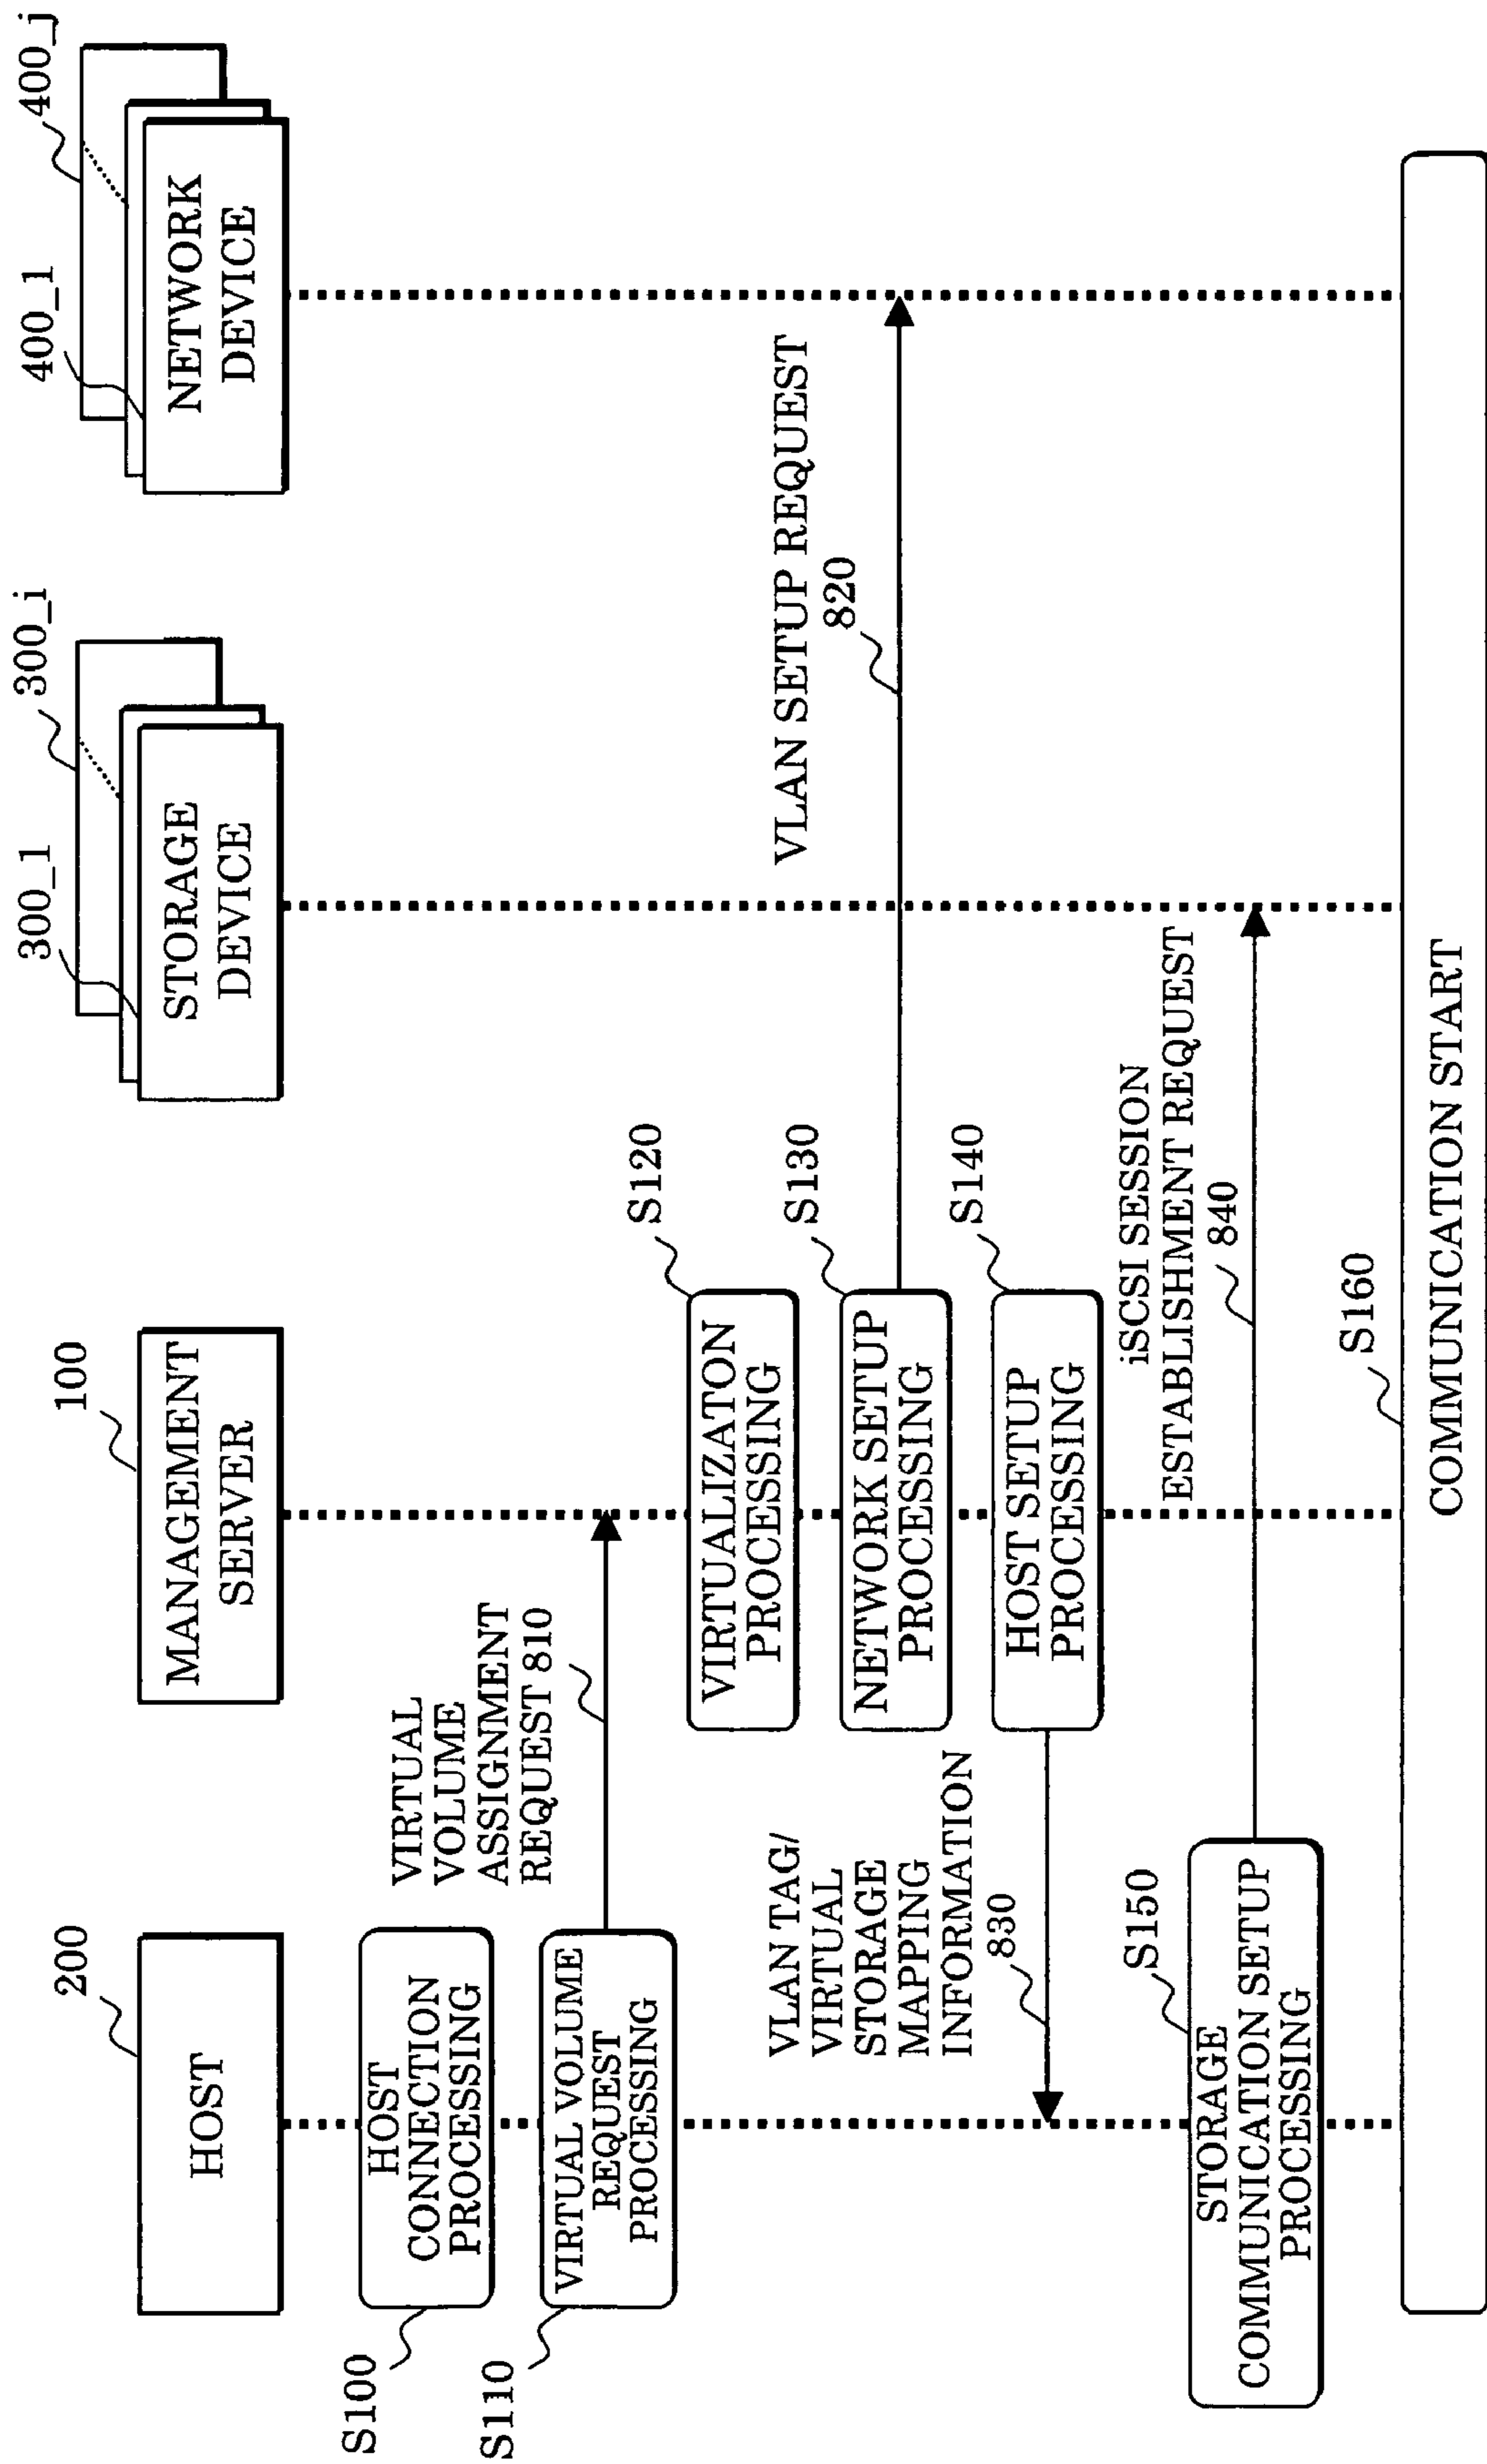 200
HOST
100
MANAGEMENT
SERVER
300_1
300_i
STORAGE
DEVICE
400_1
400_j
NETWORK
DEVICE
S100
HOST
CONNECTION
PROCESSING
S110
VIRTUAL VOLUME
REQUEST
PROCESSING
VIRTUAL
VOLUME
ASSIGNMENT
REQUEST 810
S120
VIRTUALIZATON
PROCESSING
S130
NETWORK SETUP
PROCESSING
VLAN SETUP REQUEST
820
S140
HOST SETUP
PROCESSING
VLAN TAG/
VIRTUAL
STORAGE
MAPPING
INFORMATION
830
S150
STORAGE
COMMUNICATION SETUP
PROCESSING
iSCSI SESSION
ESTABLISHMENT REQUEST
840
S160
COMMUNICATION START